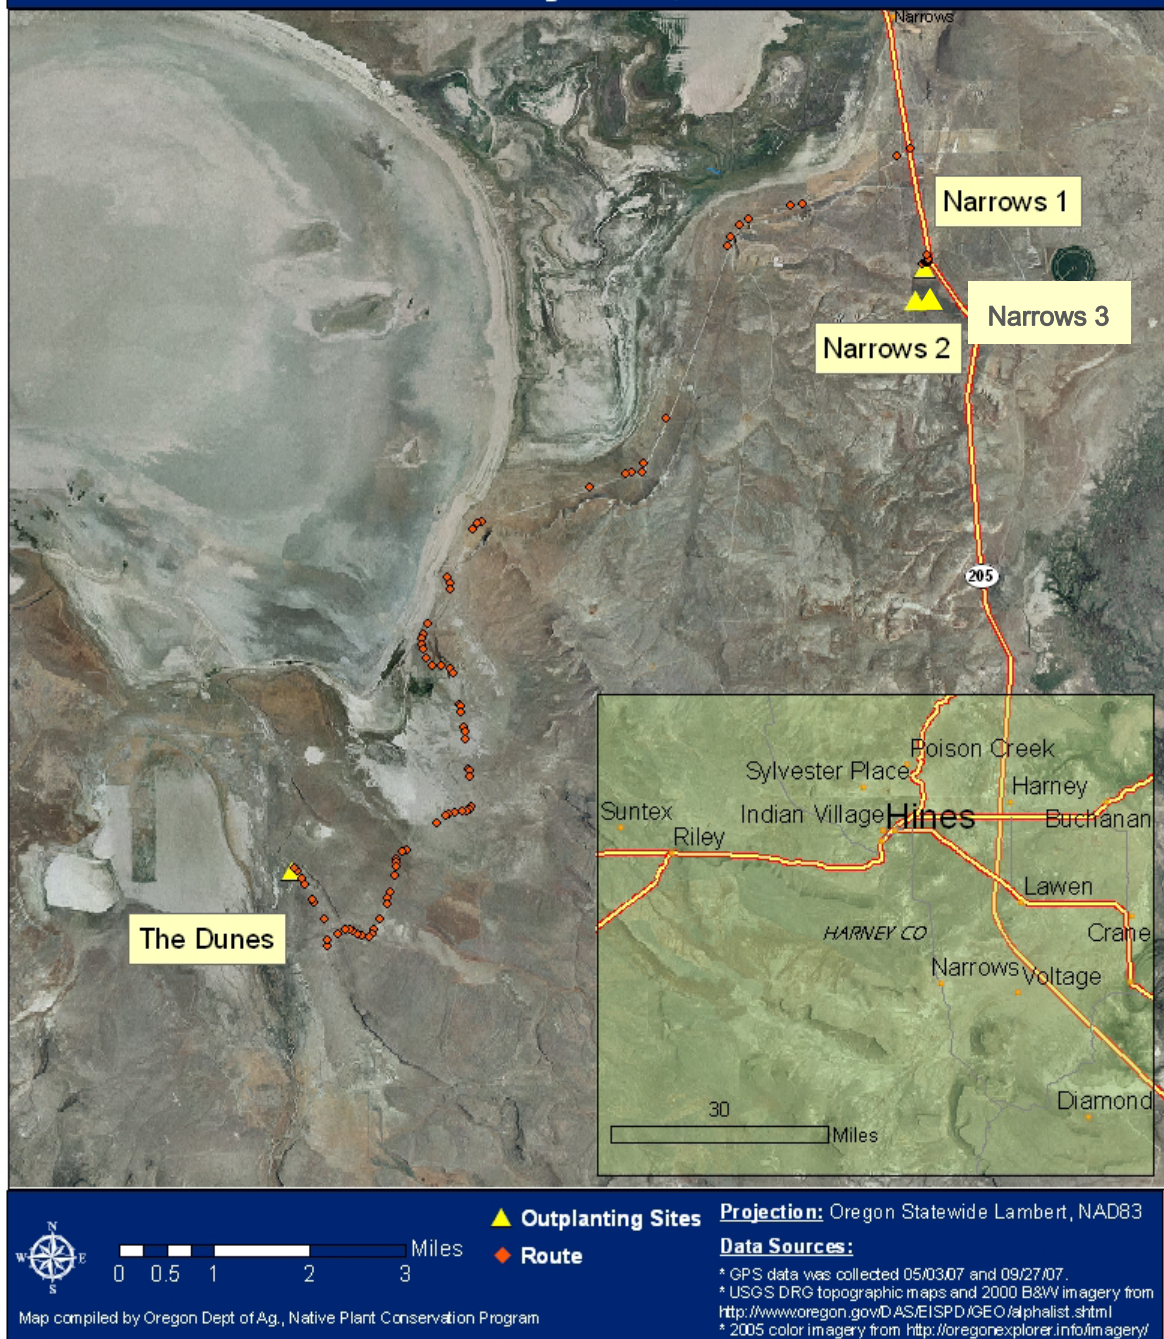 Narrows
Narrows 1
Narrows 3
Narrows 2
205
The Dunes
Poison Creek
Sylvester Place
Harney
Suntex
Indian Village
Hines
Buchanan
Riley
Lawen
HARNEY CO
Crane
Narrows
Voltage
Diamond
30
Miles
N
W E
S
Miles
0 0.5 1 2 3
Map compiled by Oregon Dept of Ag., Native Plant Conservation Program
Outplanting Sites
Route
Projection: Oregon Statewide Lambert, NAD83
Data Sources:
* GPS data was collected 05/03/07 and 09/27/07.
* USGS DRG topographic maps and 2000 B&W imagery from
http://www.oregon.gov/DAS/EISPD/GEO/alphalist.shtml
* 2005 color imagery from http://oregonexplorer.info/imagery/